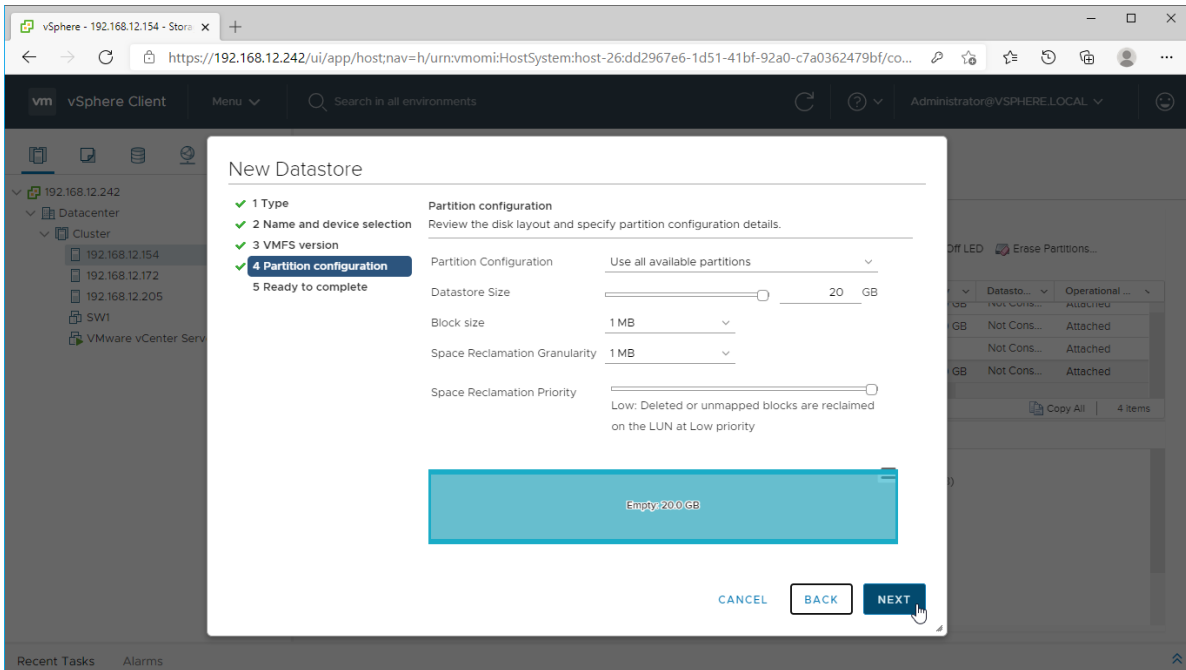 vSphere - 192.168.12.154 - Stora
https://192.168.12.242/ui/app/host;nav=h/urn:vmomi:HostSystem:host-26:dd2967e6-1d51-41bf-92a0-c7a0362479bf/co...
vm vSphere Client Menu Search in all environments Administrator@VSPHERE.LOCAL
New Datastore
192.168.12.242
Datacenter
Cluster
192.168.12.154
192.168.12.172
192.168.12.205
SW1
VMware vCenter Serv
1 Type
2 Name and device selection
3 VMFS version
4 Partition configuration
5 Ready to complete
Partition configuration
Review the disk layout and specify partition configuration details.
Partition Configuration Use all available partitions
Datastore Size 20 GB
Block size 1 MB
Space Reclamation Granularity 1 MB
Space Reclamation Priority
Low: Deleted or unmapped blocks are reclaimed
on the LUN at Low priority
Empty: 20.0 GB
CANCEL BACK NEXT
Off LED Erase Partitions...
Datasto... Operational ...
GB Not Cons... Attached
GB Not Cons... Attached
Not Cons... Attached
GB Not Cons... Attached
Copy All 4 items
Recent Tasks Alarms